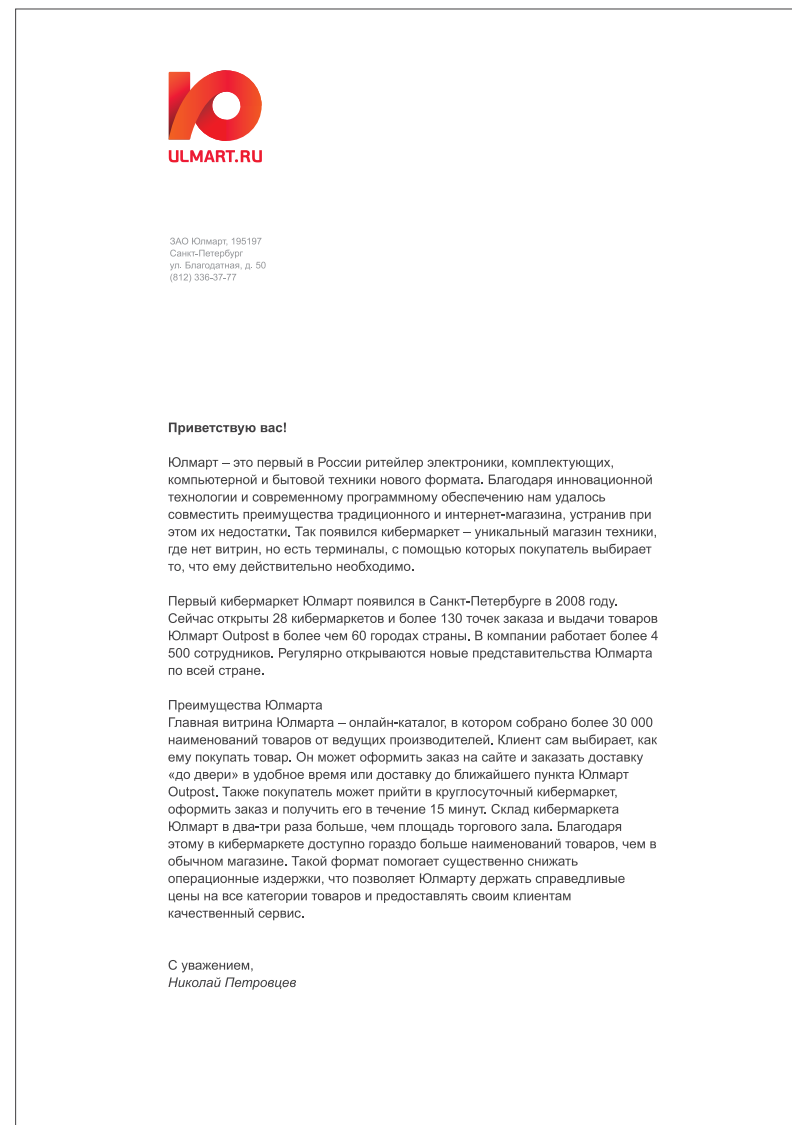 Ю
ULMART.RU
ЗАО Юлмарт, 195197
Санкт-Петербург
ул. Благодатная, д. 50
(812) 336-37-77
Приветствую вас!
Юлмарт – это первый в России ритейлер электроники, комплектующих,
компьютерной и бытовой техники нового формата. Благодаря инновационной
технологии и современному программному обеспечению нам удалось
совместить преимущества традиционного и интернет-магазина, устранив при
этом их недостатки. Так появился кибермаркет – уникальный магазин техники,
где нет витрин, но есть терминалы, с помощью которых покупатель выбирает
то, что ему действительно необходимо.
Первый кибермаркет Юлмарт появился в Санкт-Петербурге в 2008 году.
Сейчас открыты 28 кибермаркетов и более 130 точек заказа и выдачи товаров
Юлмарт Outpost в более чем 60 городах страны. В компании работает более 4
500 сотрудников. Регулярно открываются новые представительства Юлмарта
по всей стране.
Преимущества Юлмарта
Главная витрина Юлмарта – онлайн-каталог, в котором собрано более 30 000
наименований товаров от ведущих производителей. Клиент сам выбирает, как
ему покупать товар. Он может оформить заказ на сайте и заказать доставку
«до двери» в удобное время или доставку до ближайшего пункта Юлмарт
Outpost. Также покупатель может прийти в круглосуточный кибермаркет,
оформить заказ и получить его в течение 15 минут. Склад кибермаркета
Юлмарт в два-три раза больше, чем площадь торгового зала. Благодаря
этому в кибермаркете доступно гораздо больше наименований товаров, чем в
обычном магазине. Такой формат помогает существенно снижать
операционные издержки, что позволяет Юлмарту держать справедливые
цены на все категории товаров и предоставлять своим клиентам
качественный сервис.
С уважением,
Николай Петровцев